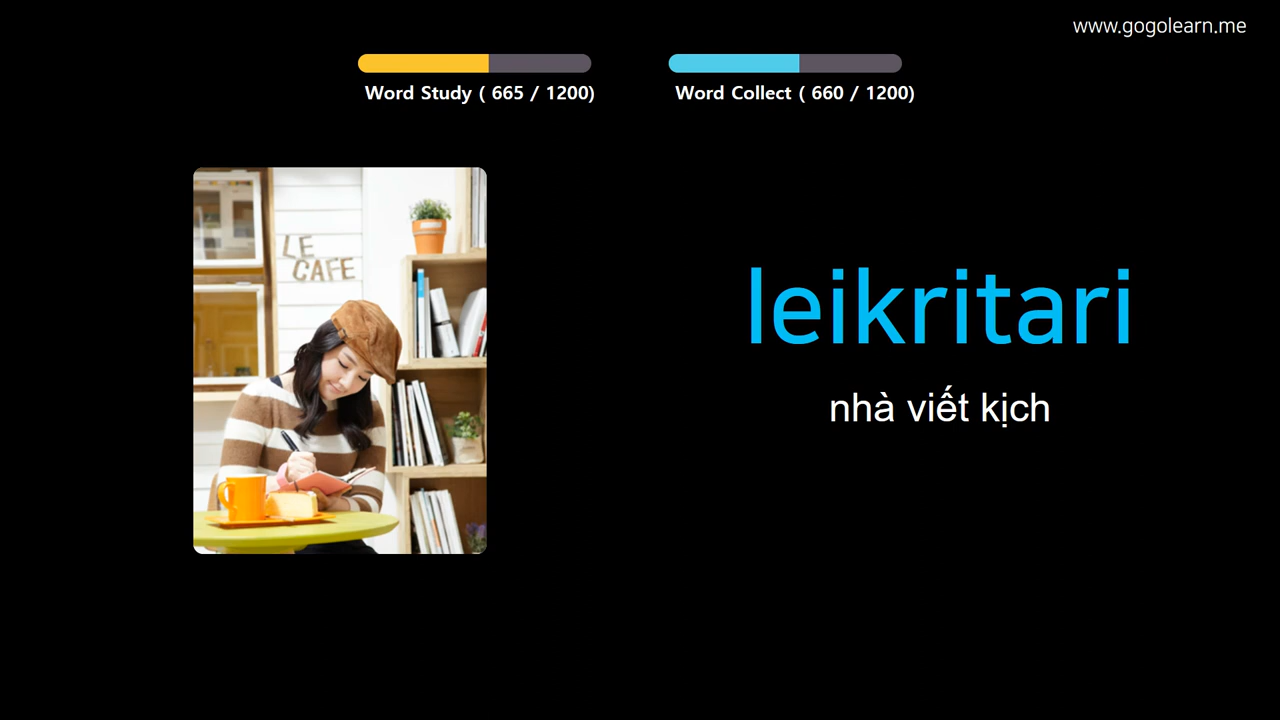 www.gogolearn.me
Word Study ( 665 / 1200)
Word Collect ( 660 / 1200)
LE
CAFE
leikritari
nhà viết kịch